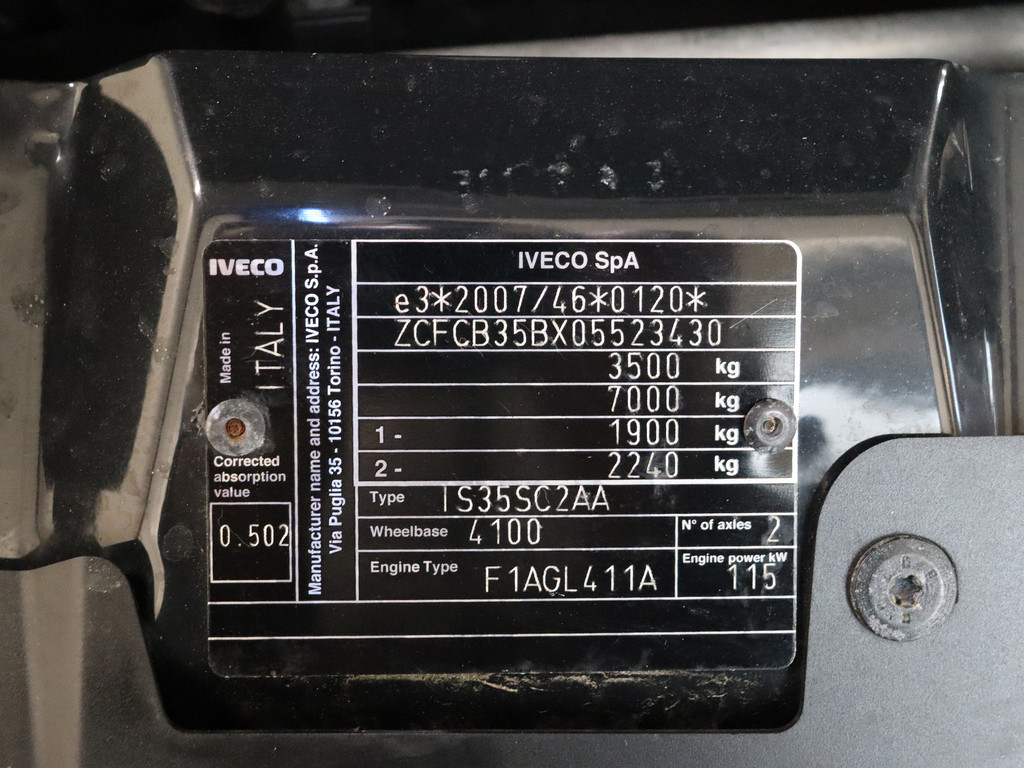 IVECO
Made in
ITALY
Corrected
absorption
value
0.502
Manufacturer name and address: IVECO S.p.A.
Via Puglia 35 - 10156 Torino - ITALY
IVECO SpA
e3*2007/46*0120*
ZCFCB35BX05523430
3500 kg
7000 kg
1 - 1900 kg
2 - 2240 kg
Type IS35SC2AA
Wheelbase 4100 N° of axles 2
Engine Type F1AGL411A Engine power kW 115